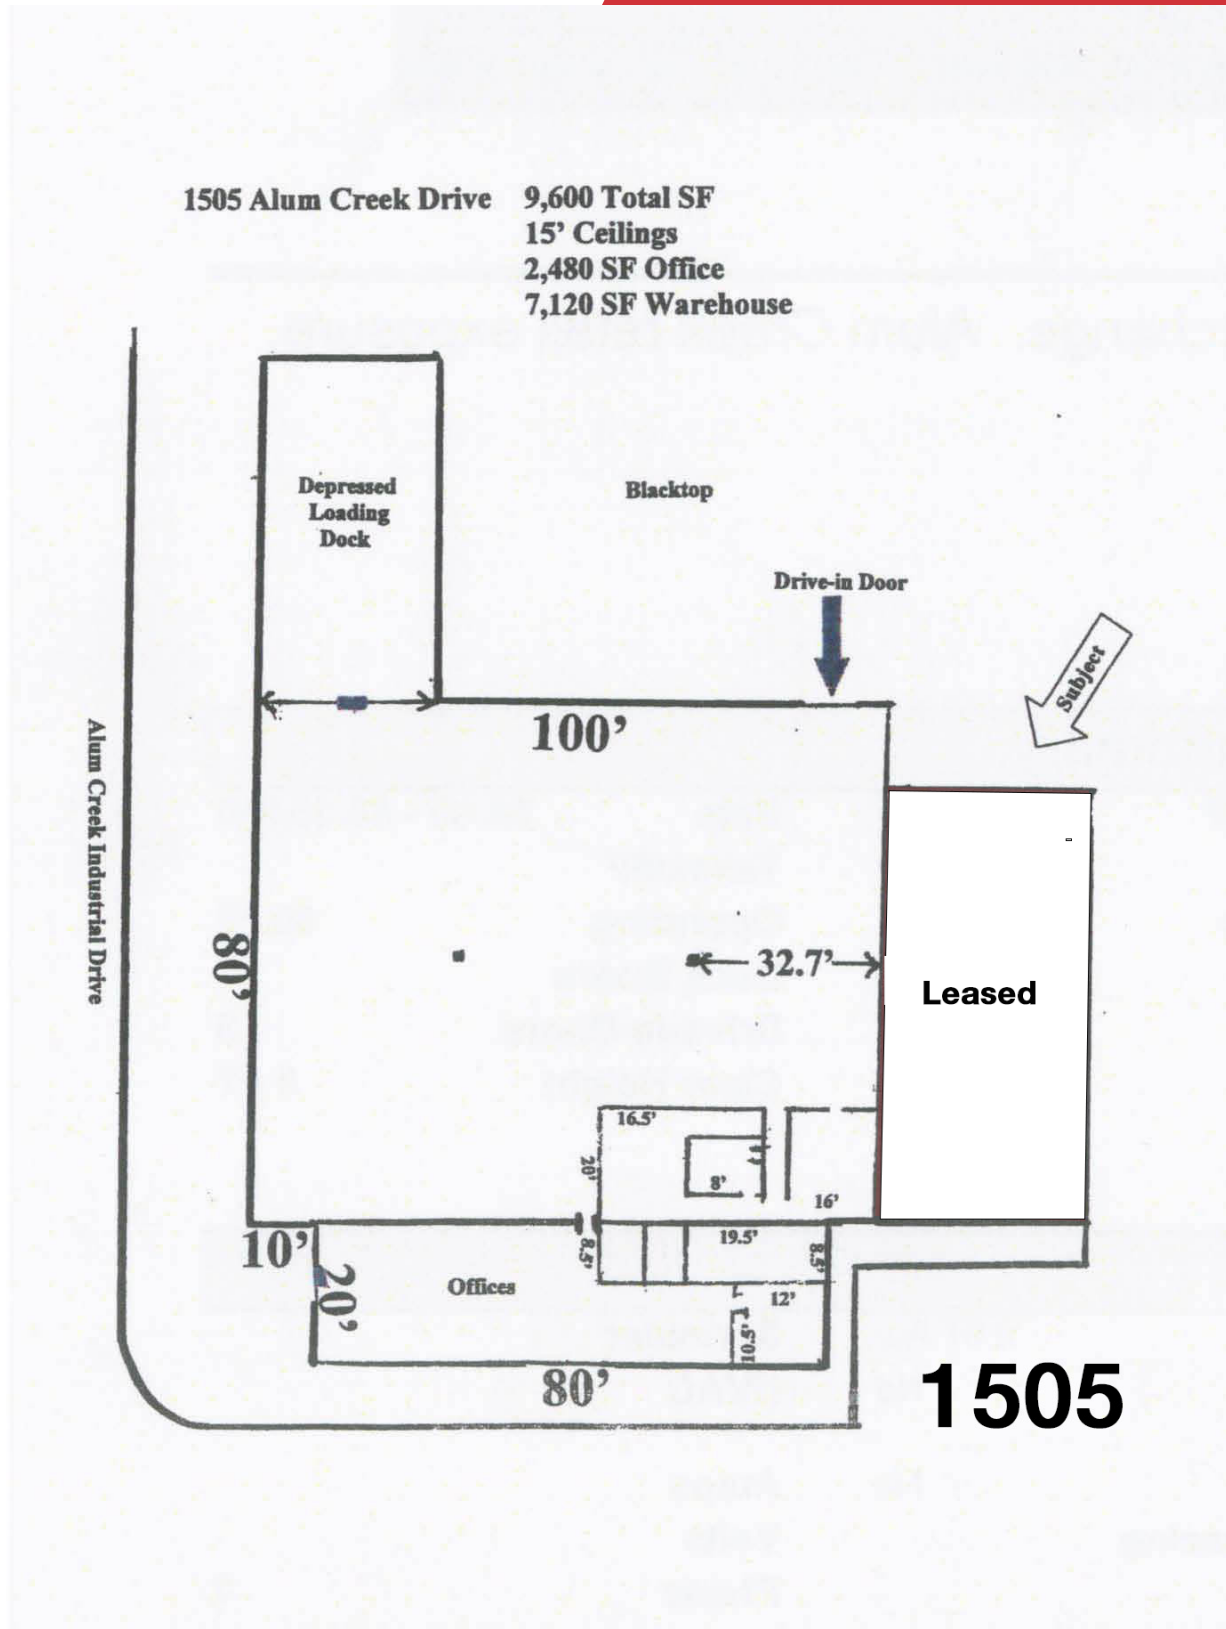 1505 Alum Creek Drive 9,600 Total SF
15’ Ceilings
2,480 SF Office
7,120 SF Warehouse
Depressed
Loading
Dock
Blacktop
Drive-in Door
Subject
100’
Alum Creek Industrial Drive
80’
32.7’
Leased
16.5’
20’
8’
16’
10’
20’
Offices
8.5’
19.5’
8.5’
12’
10.5’
80’
1505